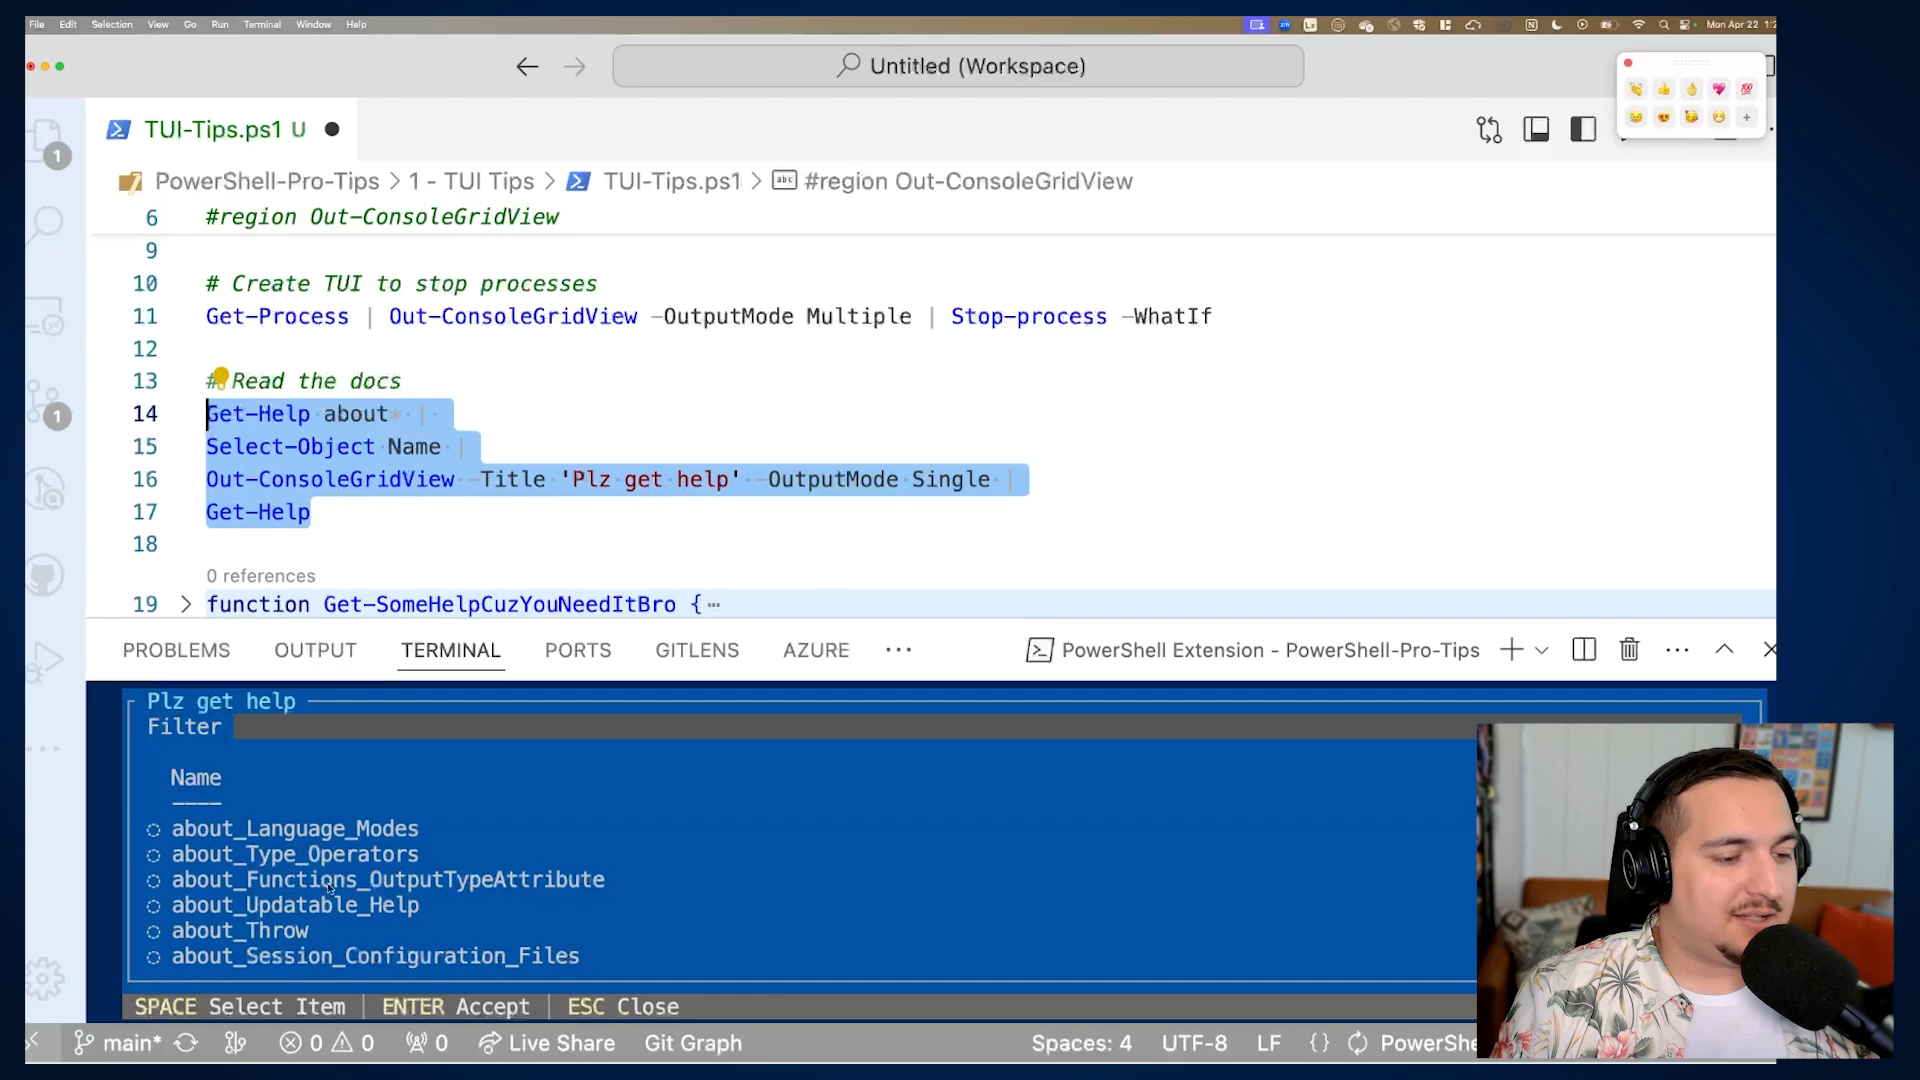 File Edit Selection View Go Run Terminal Window Help
Mon Apr 22
Untitled (Workspace)
TUI-Tips.ps1 U
1
PowerShell-Pro-Tips > 1 - TUI Tips > TUI-Tips.ps1 > abc #region Out-ConsoleGridView
6 #region Out-ConsoleGridView
9
10 # Create TUI to stop processes
11 Get-Process | Out-ConsoleGridView -OutputMode Multiple | Stop-process -WhatIf
12
13 # Read the docs
14 Get-Help about* |
1
15 Select-Object Name |
16 Out-ConsoleGridView -Title 'Plz get help' -OutputMode Single |
17 Get-Help
18
0 references
19 function Get-SomeHelpCuzYouNeedItBro {…
PROBLEMS OUTPUT TERMINAL PORTS GITLENS AZURE ··· PowerShell Extension - PowerShell-Pro-Tips
Plz get help
Filter
Name
----
about_Language_Modes
about_Type_Operators
about_Functions_OutputTypeAttribute
about_Updatable_Help
about_Throw
about_Session_Configuration_Files
SPACE Select Item | ENTER Accept | ESC Close
main* 0 0 0 Live Share Git Graph Spaces: 4 UTF-8 LF {} PowerShe